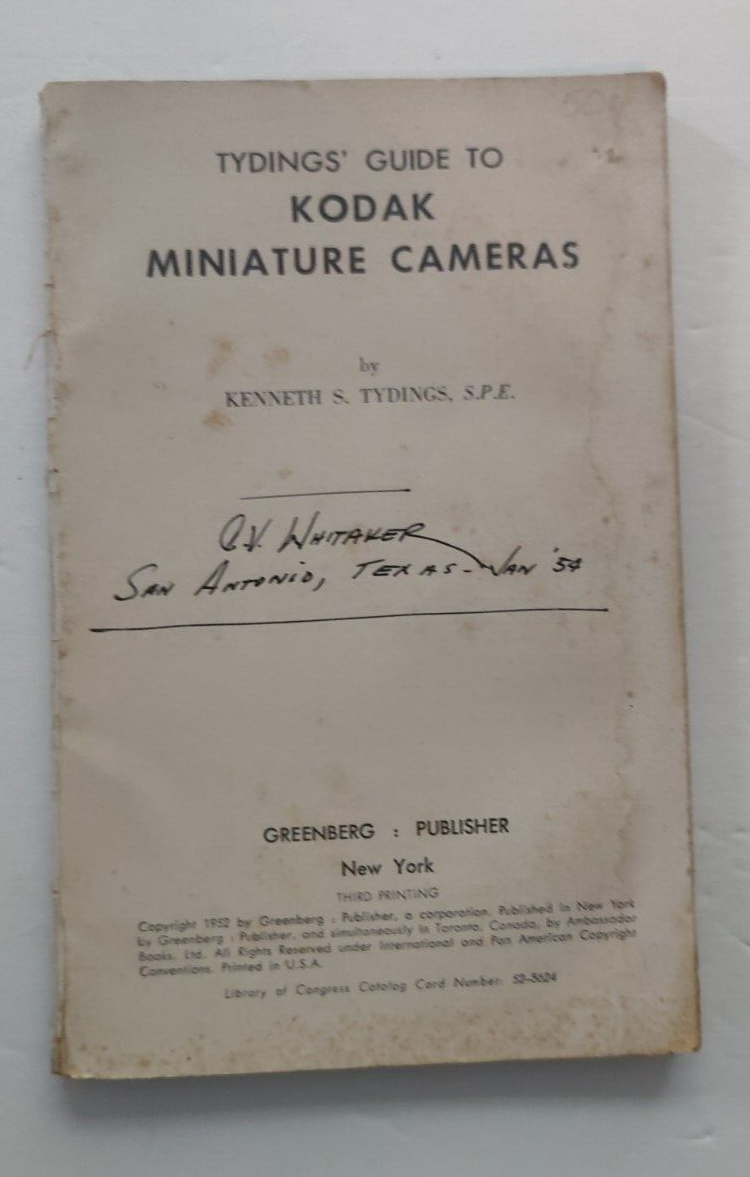 TYDINGS' GUIDE TO
KODAK
MINIATURE CAMERAS
by
KENNETH S. TYDINGS, S.P.E.
C.V. WHITAKER
SAN ANTONIO, TEXAS - JAN '54
GREENBERG : PUBLISHER
New York
THIRD PRINTING
Copyright 1952 by Greenberg : Publisher, a corporation. Published in New York
by Greenberg : Publisher, and simultaneously in Toronto, Canada, by Ambassador
Books, Ltd. All Rights Reserved under International and Pan American Copyright
Conventions. Printed in U.S.A.
Library of Congress Catalog Card Number: 52-5624